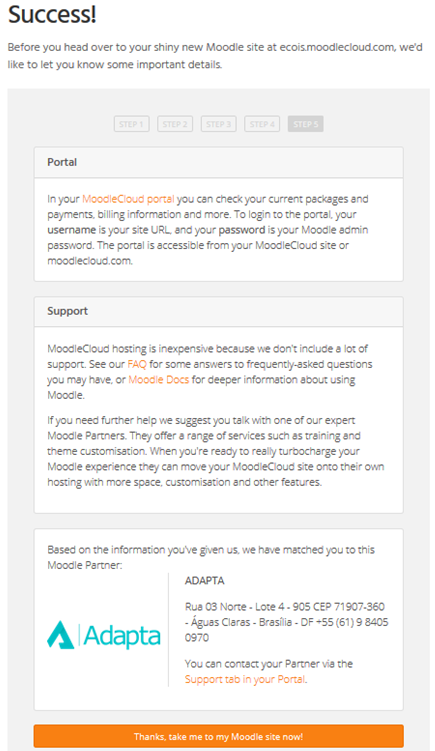 Success!
Before you head over to your shiny new Moodle site at ecois.moodlecloud.com, we'd
like to let you know some important details.
STEP 1 STEP 2 STEP 3 STEP 4 STEP 5
Portal
In your MoodleCloud portal you can check your current packages and
payments, billing information and more. To login to the portal, your
username is your site URL, and your password is your Moodle admin
password. The portal is accessible from your MoodleCloud site or
moodlecloud.com.
Support
MoodleCloud hosting is inexpensive because we don't include a lot of
support. See our FAQ for some answers to frequently-asked questions
you may have, or Moodle Docs for deeper information about using
Moodle.
If you need further help we suggest you talk with one of our expert
Moodle Partners. They offer a range of services such as training and
theme customisation. When you're ready to really turbocharge your
Moodle experience they can move your MoodleCloud site onto their own
hosting with more space, customisation and other features.
Based on the information you've given us, we have matched you to this
Moodle Partner:
Adapta
ADAPTA
Rua 03 Norte - Lote 4 - 905 CEP 71907-360
- Águas Claras - Brasília - DF +55 (61) 9 8405
0970
You can contact your Partner via the
Support tab in your Portal.
Thanks, take me to my Moodle site now!